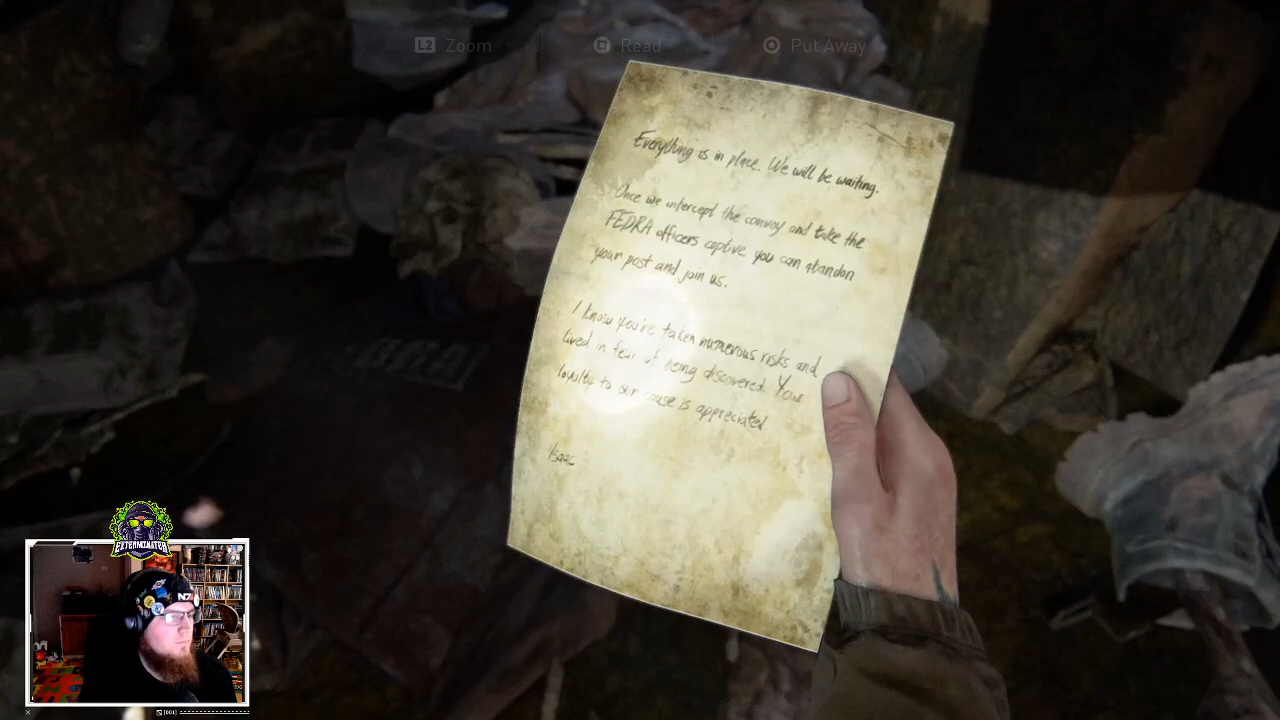 L2 Zoom
Read
Put Away
Everything is in place. We will be waiting.
Once we intercept the convoy and take the
FEDRA officers captive, you can abandon
your post and join us.
I know you've taken numerous risks and
lived in fear of being discovered. Your
loyalty to our cause is appreciated.
Isaac
EXTERMINATER
N7